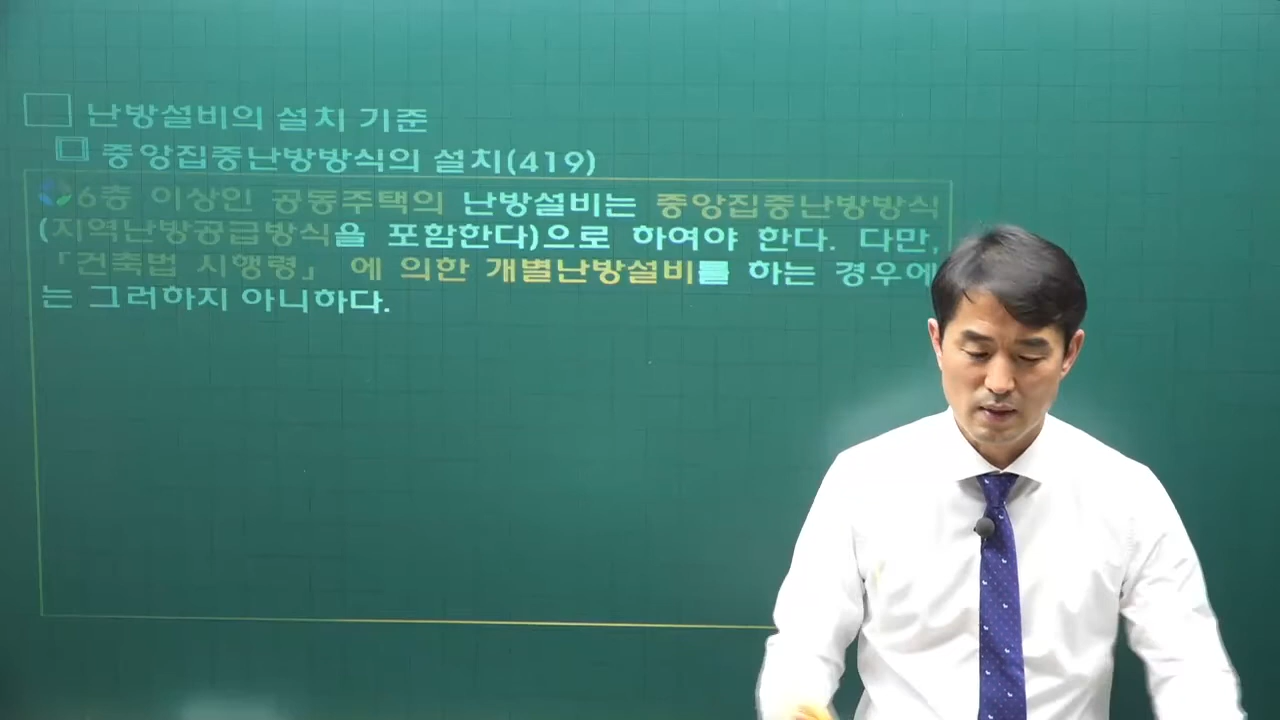 난방설비의 설치 기준
중앙집중난방방식의 설치(419)
6층 이상인 공동주택의 난방설비는 중앙집중난방방식
(지역난방공급방식을 포함한다)으로 하여야 한다. 다만,
「건축법 시행령」 에 의한 개별난방설비를 하는 경우에
는 그러하지 아니하다.